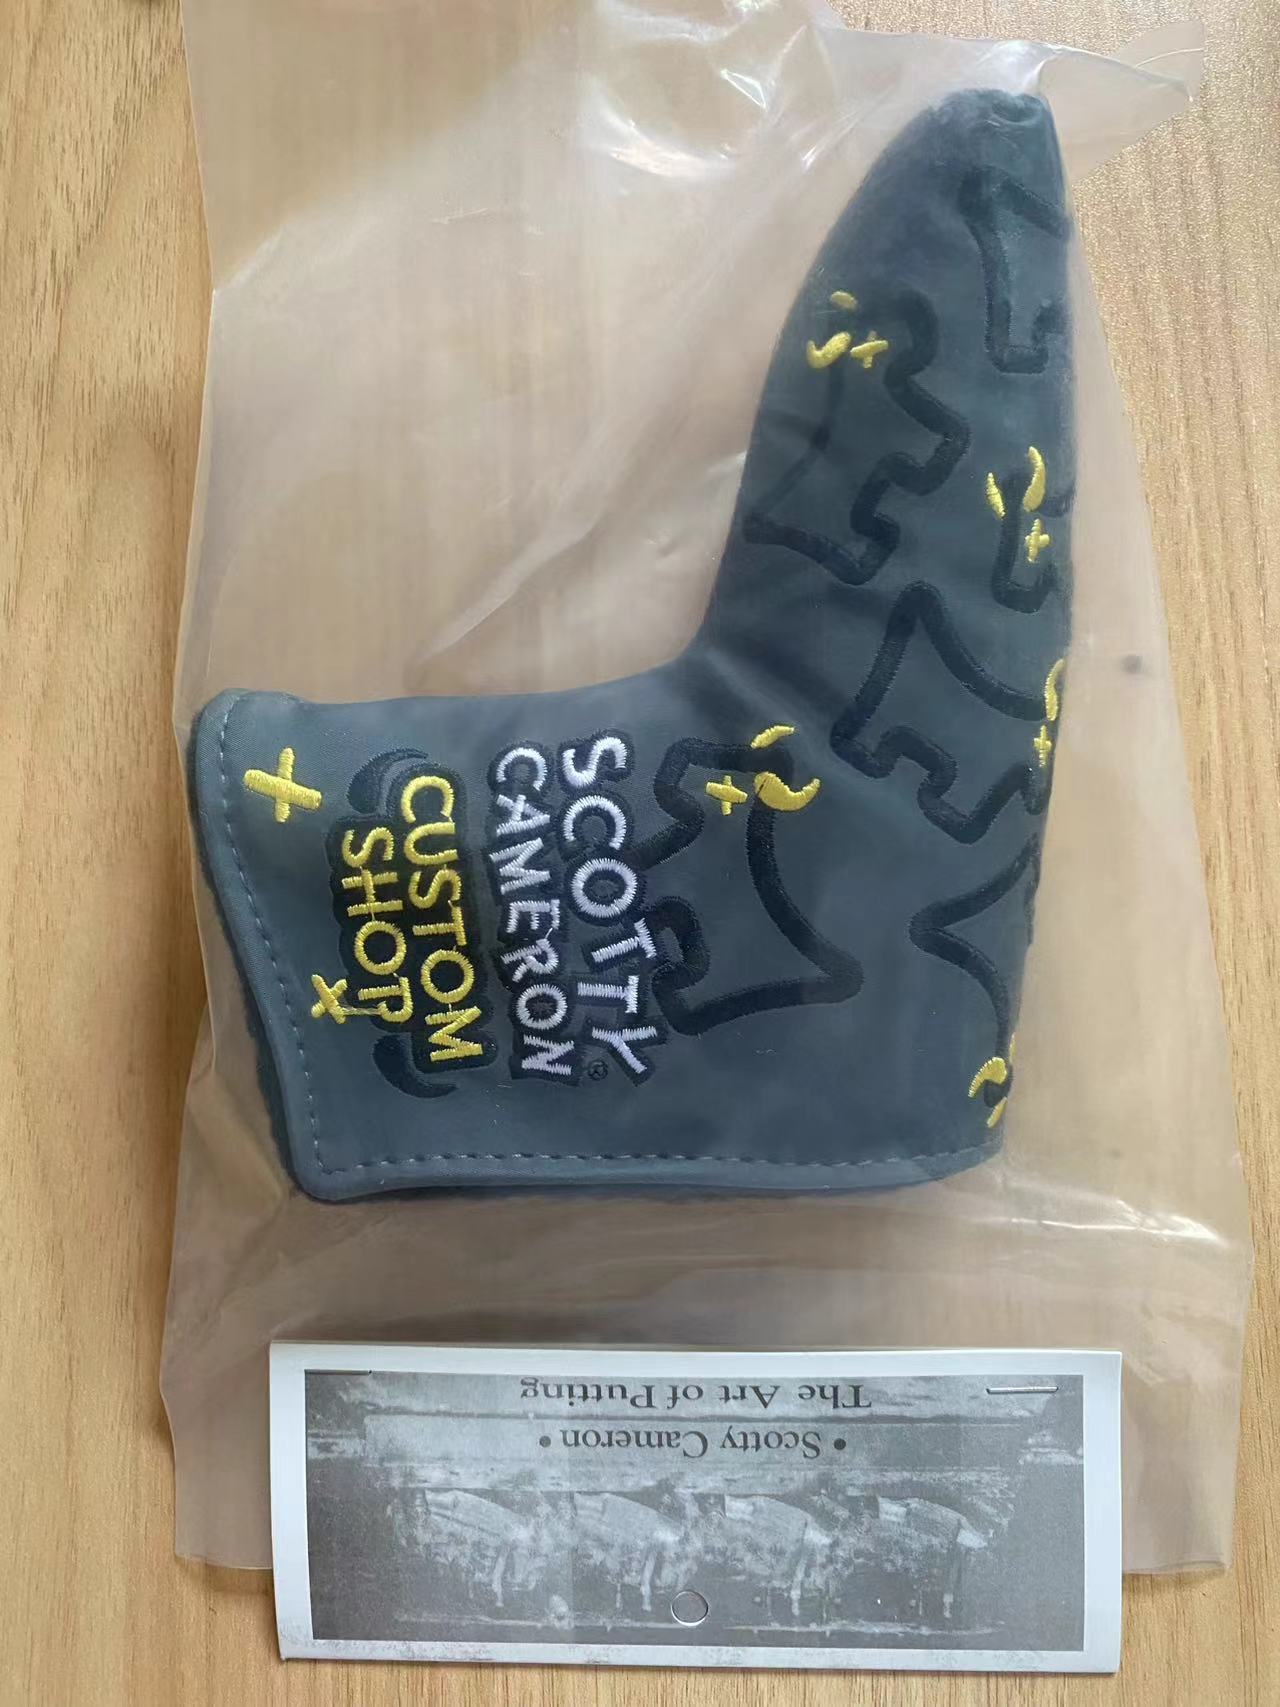 SCOTTY
CAMERON®
CUSTOM
SHOP
The Art of Putting
• Scotty Cameron •